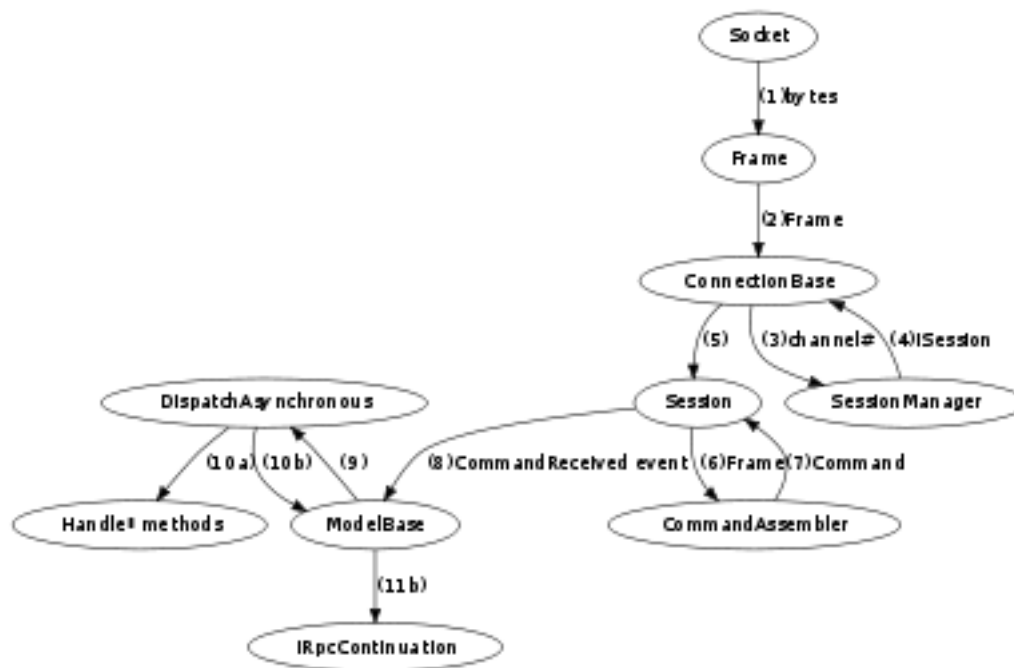 Socket
(1)bytes
Frame
(2)Frame
ConnectionBase
(5) (3)channel# (4)ISession
DispatchAsynchronous Session SessionManager
(10a) (10b) (9) (8)CommandReceived event (6)Frame (7)Command
Handle* methods ModelBase CommandAssembler
(11b)
IRpcContinuation